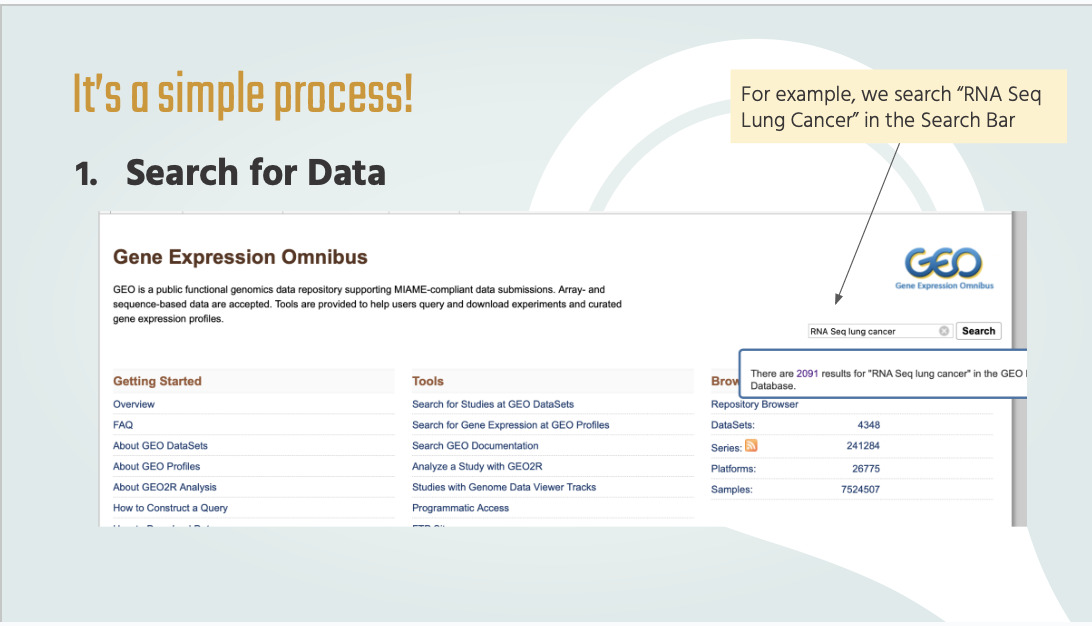 It's a simple process!
For example, we search “RNA Seq
Lung Cancer” in the Search Bar
1. Search for Data
Gene Expression Omnibus
GEO is a public functional genomics data repository supporting MIAME-compliant data submissions. Array- and
sequence-based data are accepted. Tools are provided to help users query and download experiments and curated
gene expression profiles.
GEO
Gene Expression Omnibus
RNA Seq lung cancer
Search
There are 2091 results for "RNA Seq lung cancer" in the GEO
Database.
Getting Started
Overview
FAQ
About GEO DataSets
About GEO Profiles
About GEO2R Analysis
How to Construct a Query
Tools
Search for Studies at GEO DataSets
Search for Gene Expression at GEO Profiles
Search GEO Documentation
Analyze a Study with GEO2R
Studies with Genome Data Viewer Tracks
Programmatic Access
Brow
Repository Browser
DataSets: 4348
Series: 241284
Platforms: 26775
Samples: 7524507